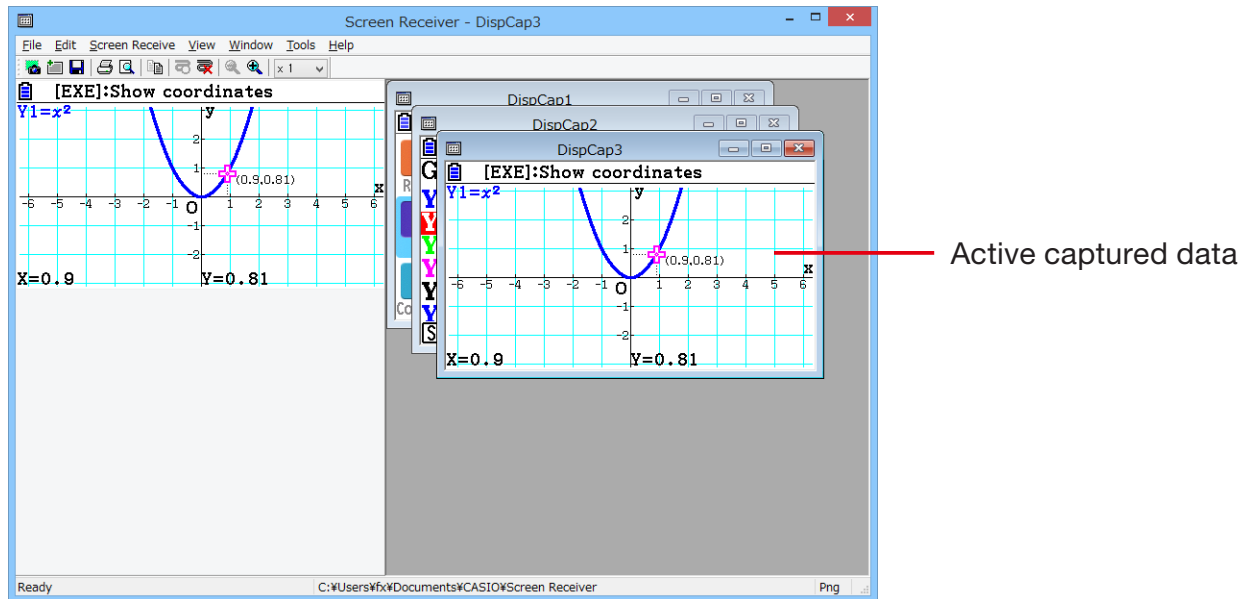 Screen Receiver - DispCap3
File Edit Screen Receive View Window Tools Help
x 1
[EXE]:Show coordinates
Y1=x²
y
2
1
(0.9,0.81)
x
-6 -5 -4 -3 -2 -1 O 1 2 3 4 5 6
-1
-2
X=0.9 Y=0.81
DispCap1
R
Co
DispCap2
G
Y
Y
Y
Y
Y
Y
S
DispCap3
[EXE]:Show coordinates
Y1=x²
y
2
1
(0.9,0.81)
x
-6 -5 -4 -3 -2 -1 O 1 2 3 4 5 6
-1
-2
X=0.9 Y=0.81
Active captured data
Ready C:¥Users¥fx¥Documents¥CASIO¥Screen Receiver Png